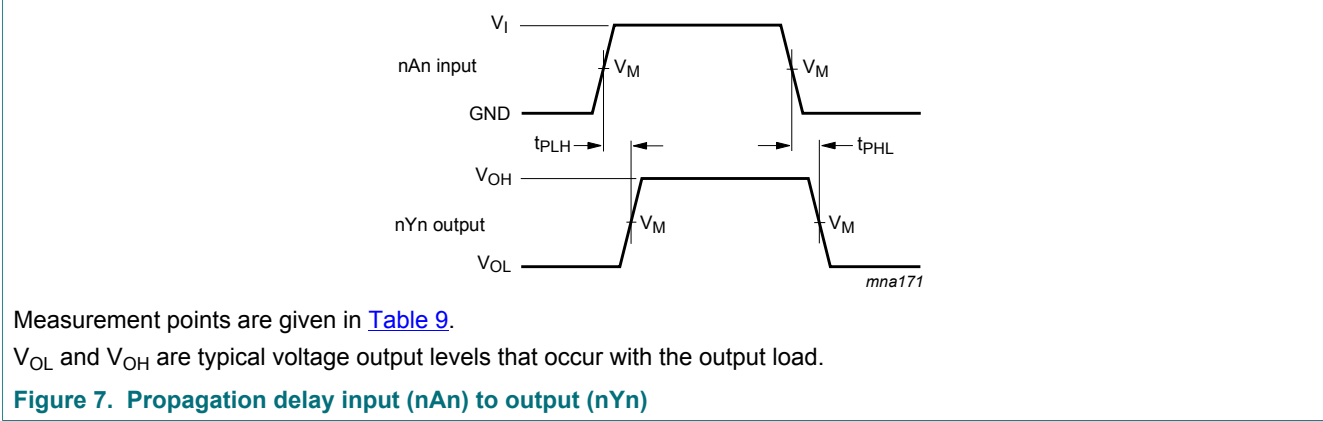 V_I
nAn input
V_M
V_M
GND
t_PLH
t_PHL
V_OH
nYn output
V_M
V_M
V_OL
mna171
Measurement points are given in Table 9.
V_OL and V_OH are typical voltage output levels that occur with the output load.
Figure 7. Propagation delay input (nAn) to output (nYn)